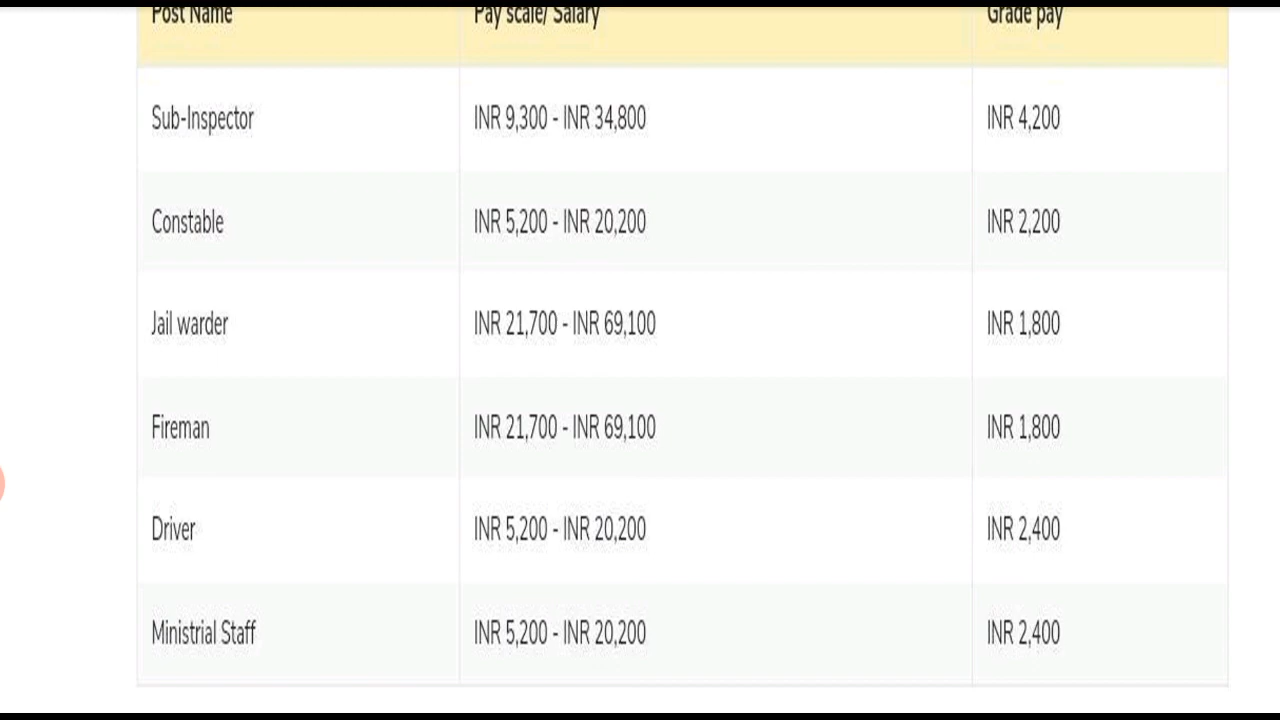 Post Name Pay scale/ Salary Grade pay
Sub-Inspector INR 9,300 - INR 34,800 INR 4,200
Constable INR 5,200 - INR 20,200 INR 2,200
Jail warder INR 21,700 - INR 69,100 INR 1,800
Fireman INR 21,700 - INR 69,100 INR 1,800
Driver INR 5,200 - INR 20,200 INR 2,400
Ministrial Staff INR 5,200 - INR 20,200 INR 2,400